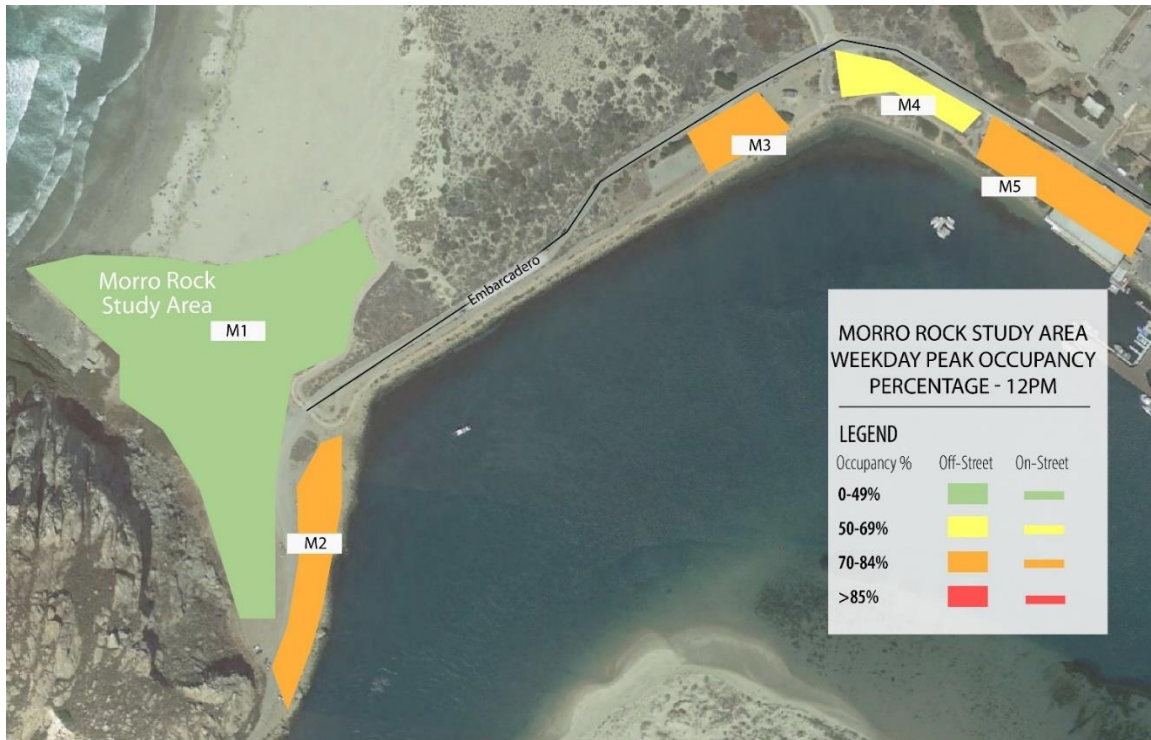 M4
M3
M5
Embarcadero
Morro Rock
Study Area
M1
M2
MORRO ROCK STUDY AREA
WEEKDAY PEAK OCCUPANCY
PERCENTAGE - 12PM
LEGEND
Occupancy % Off-Street On-Street
0-49%
50-69%
70-84%
>85%